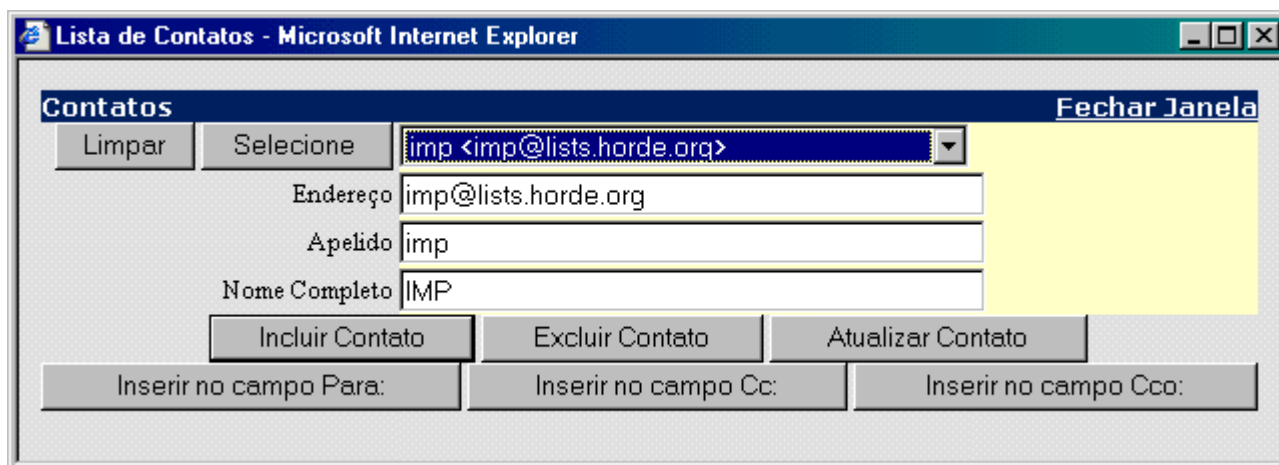 Lista de Contatos - Microsoft Internet Explorer
Contatos Fechar Janela
Limpar Selecione imp <imp@lists.horde.org>
Endereço imp@lists.horde.org
Apelido imp
Nome Completo IMP
Incluir Contato Excluir Contato Atualizar Contato
Inserir no campo Para: Inserir no campo Cc: Inserir no campo Cco: